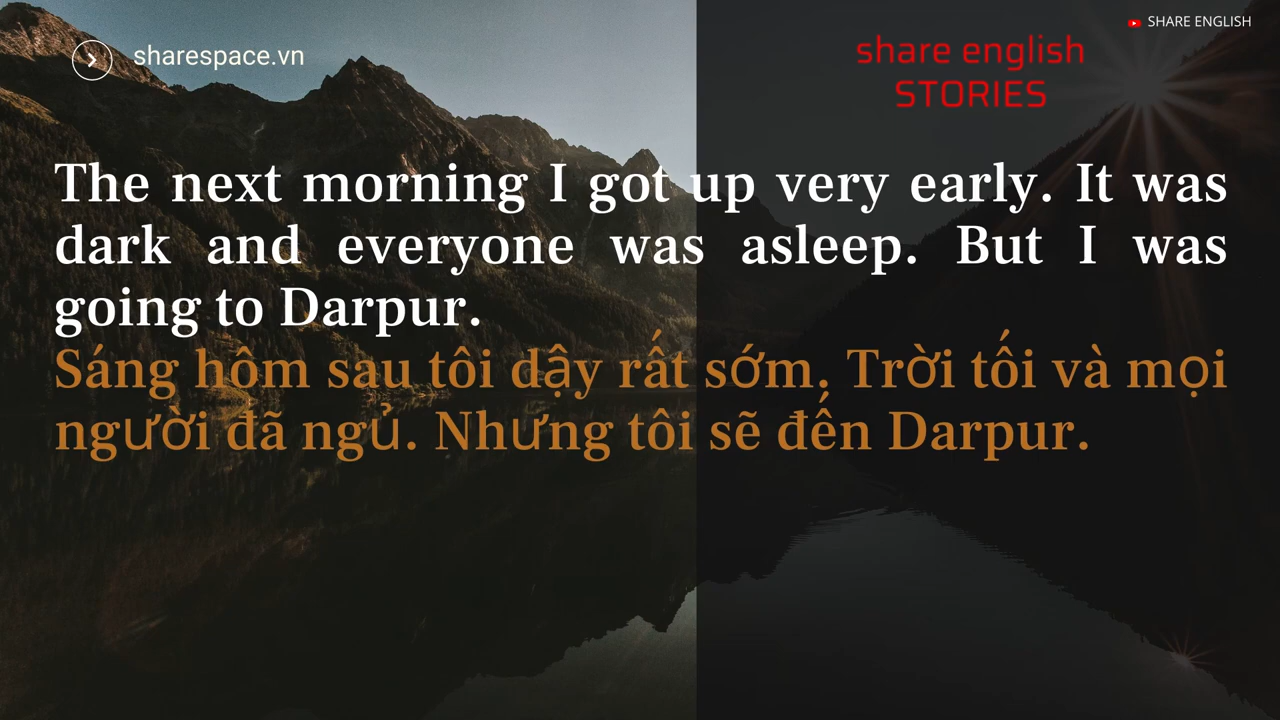 SHARE ENGLISH
sharespace.vn
share english
STORIES
The next morning I got up very early. It was
dark and everyone was asleep. But I was
going to Darpur.
Sáng hôm sau tôi dậy rất sớm. Trời tối và mọi
người đã ngủ. Nhưng tôi sẽ đến Darpur.